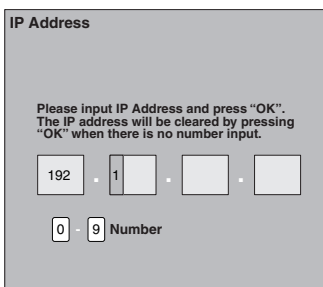 IP Address
Please input IP Address and press “OK”.
The IP address will be cleared by pressing
“OK” when there is no number input.
192 . 1 . .
0 - 9 Number